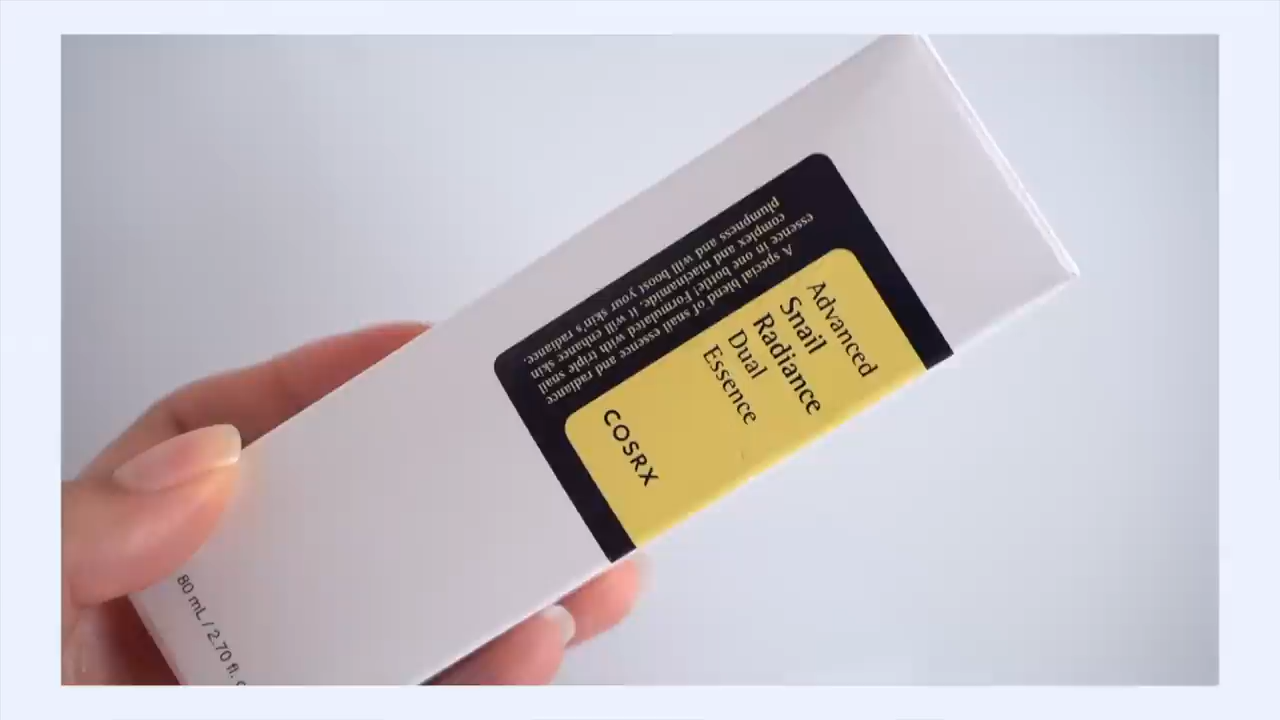 Advanced
Snail
Radiance
Dual
Essence
COSRX
A special blend of snail essence and radiance
essence in one bottle! Formulated with triple snail
complex and niacinamide, it will enhance skin
plumpness and will boost your skin's radiance.
80 mL / 2.70 fl.